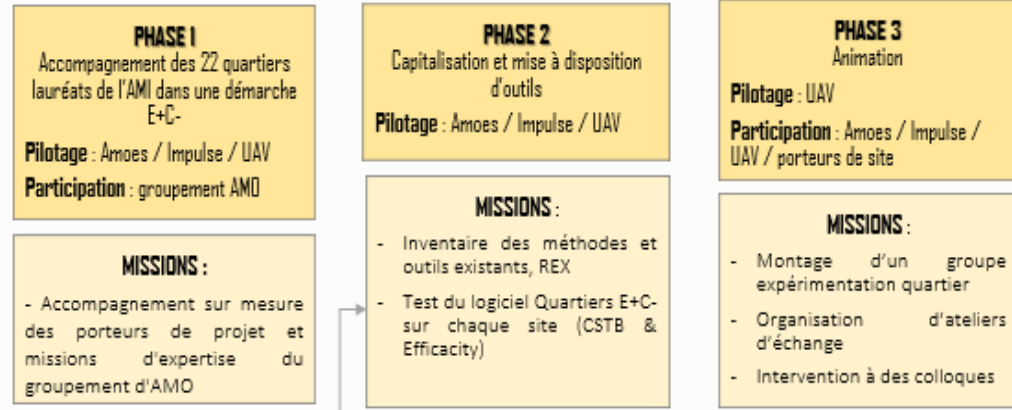 PHASE 1
Accompagnement des 22 quartiers
lauréats de l'AMI dans une démarche
E+C-
Pilotage : Amoes / Impulse / UAV
Participation : groupement AMO
MISSIONS :
- Accompagnement sur mesure
des porteurs de projet et
missions d'expertise du
groupement d'AMO
PHASE 2
Capitalisation et mise à disposition
d'outils
Pilotage : Amoes / Impulse / UAV
MISSIONS :
- Inventaire des méthodes et
outils existants, REX
- Test du logiciel Quartiers E+C-
sur chaque site (CSTB &
Efficacity)
PHASE 3
Animation
Pilotage : UAV
Participation : Amoes / Impulse /
UAV / porteurs de site
MISSIONS :
- Montage d'un groupe
expérimentation quartier
- Organisation d'ateliers
d'échange
- Intervention à des colloques